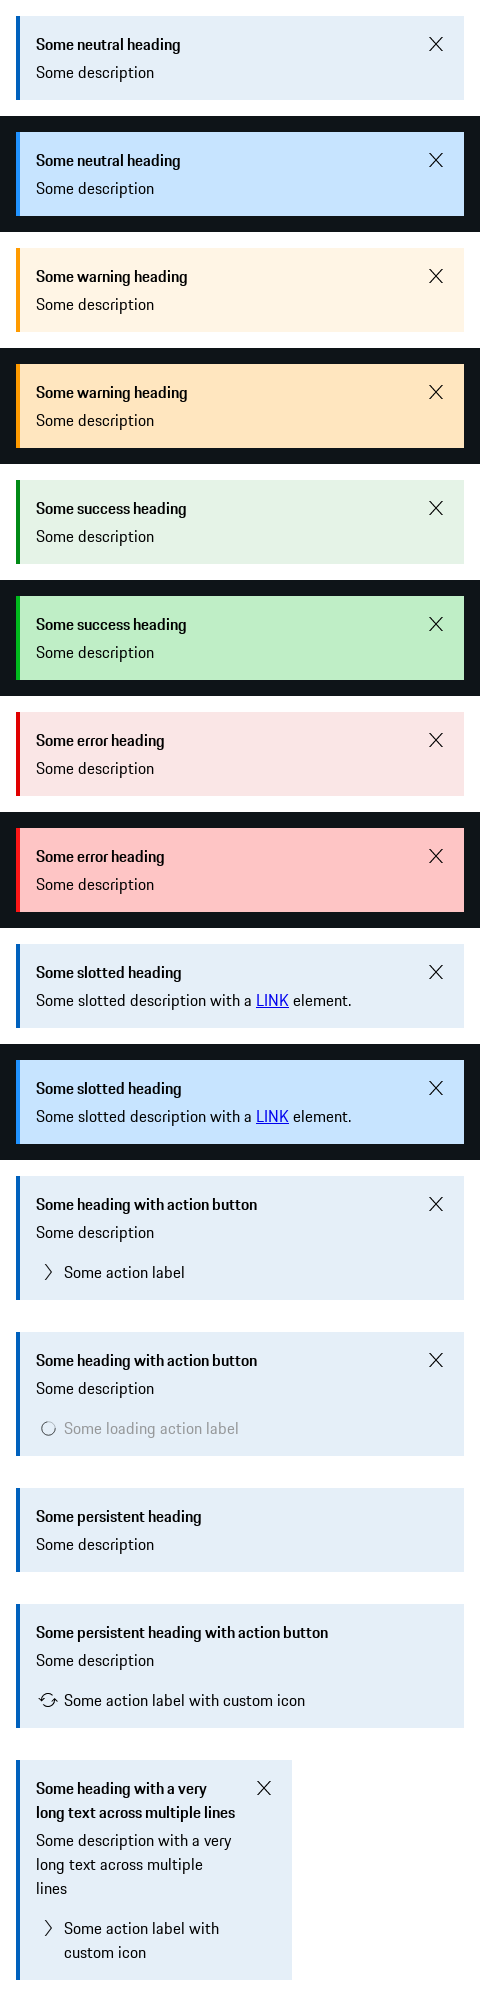 Some neutral heading
Some description
Some neutral heading
Some description
Some warning heading
Some description
Some warning heading
Some description
Some success heading
Some description
Some success heading
Some description
Some error heading
Some description
Some error heading
Some description
Some slotted heading
Some slotted description with a LINK element.
Some slotted heading
Some slotted description with a LINK element.
Some heading with action button
Some description
Some action label
Some heading with action button
Some description
Some loading action label
Some persistent heading
Some description
Some persistent heading with action button
Some description
Some action label with custom icon
Some heading with a very
long text across multiple lines
Some description with a very
long text across multiple
lines
Some action label with
custom icon